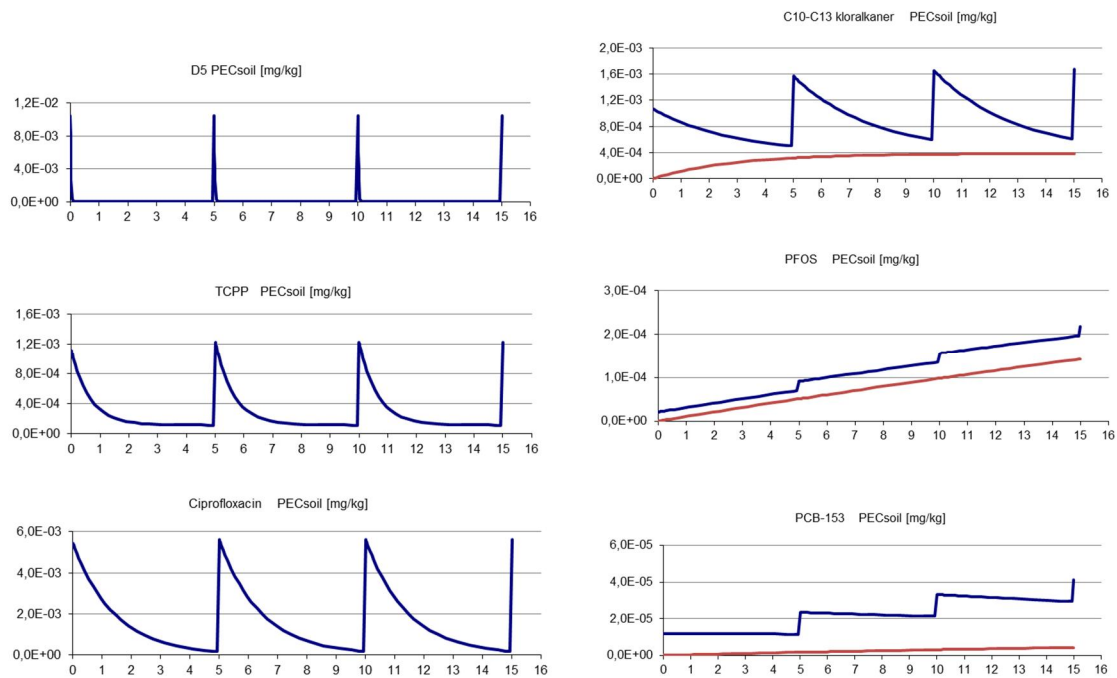 D5 PECsoil [mg/kg]
1,2E-02
8,0E-03
4,0E-03
0,0E+00
0 1 2 3 4 5 6 7 8 9 10 11 12 13 14 15 16
TCPP PECsoil [mg/kg]
1,6E-03
1,2E-03
8,0E-04
4,0E-04
0,0E+00
0 1 2 3 4 5 6 7 8 9 10 11 12 13 14 15 16
Ciprofloxacin PECsoil [mg/kg]
6,0E-03
4,0E-03
2,0E-03
0,0E+00
0 1 2 3 4 5 6 7 8 9 10 11 12 13 14 15 16
C10-C13 kloralkaner PECsoil [mg/kg]
2,0E-03
1,6E-03
1,2E-03
8,0E-04
4,0E-04
0,0E+00
0 1 2 3 4 5 6 7 8 9 10 11 12 13 14 15 16
PFOS PECsoil [mg/kg]
3,0E-04
2,0E-04
1,0E-04
0,0E+00
0 1 2 3 4 5 6 7 8 9 10 11 12 13 14 15 16
PCB-153 PECsoil [mg/kg]
6,0E-05
4,0E-05
2,0E-05
0,0E+00
0 1 2 3 4 5 6 7 8 9 10 11 12 13 14 15 16